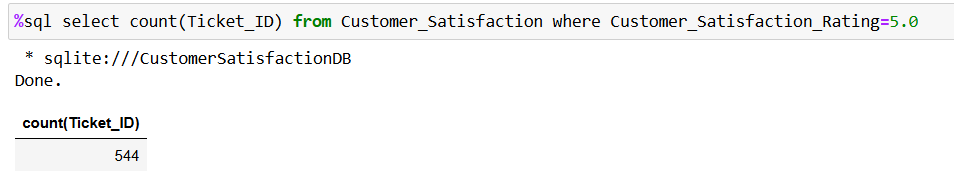 %sql select count(Ticket_ID) from Customer_Satisfaction where Customer_Satisfaction_Rating=5.0
* sqlite:///CustomerSatisfactionDB
Done.
count(Ticket_ID)
544